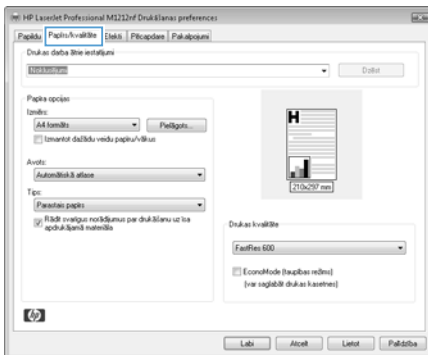 HP LaserJet Professional M1212nf Drukāšanas preferences
Papildu Papīrs/kvalitāte Efekti Pēcapdare Pakalpojumi
Drukas darba ātrie iestatījumi
Noklusējumi
Dzēst
Papīra opcijas
Izmērs:
A4 formāts
Pielāgots...
Izmantot dažādu veidu papīru/vākus
Avots:
Automātiskā atlase
Tips:
Parastais papīrs
Rādīt svarīgus norādījumus par drukāšanu uz īsa
apdrukājamā materiāla
H
210x297 mm
Drukas kvalitāte
FastRes 600
EconoMode (taupības režīms)
(var saglabāt drukas kasetnes)
hp
Labi Atcelt Lietot Palīdzība